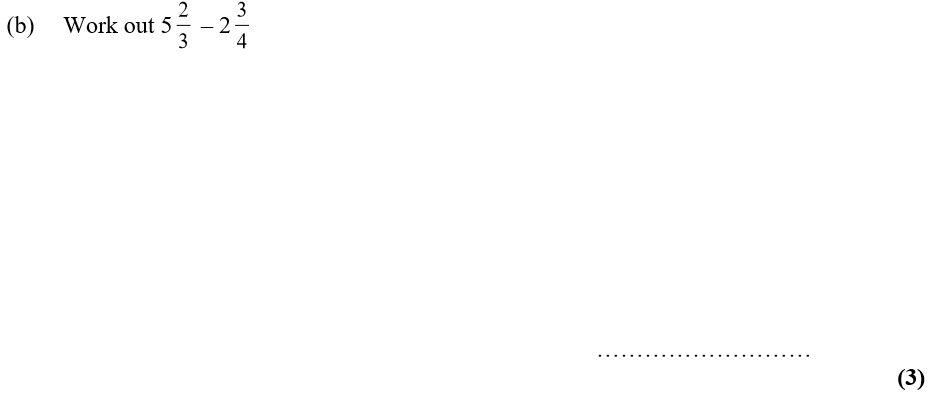 (b) Work out 5 2/3 – 2 3/4
...........................
(3)